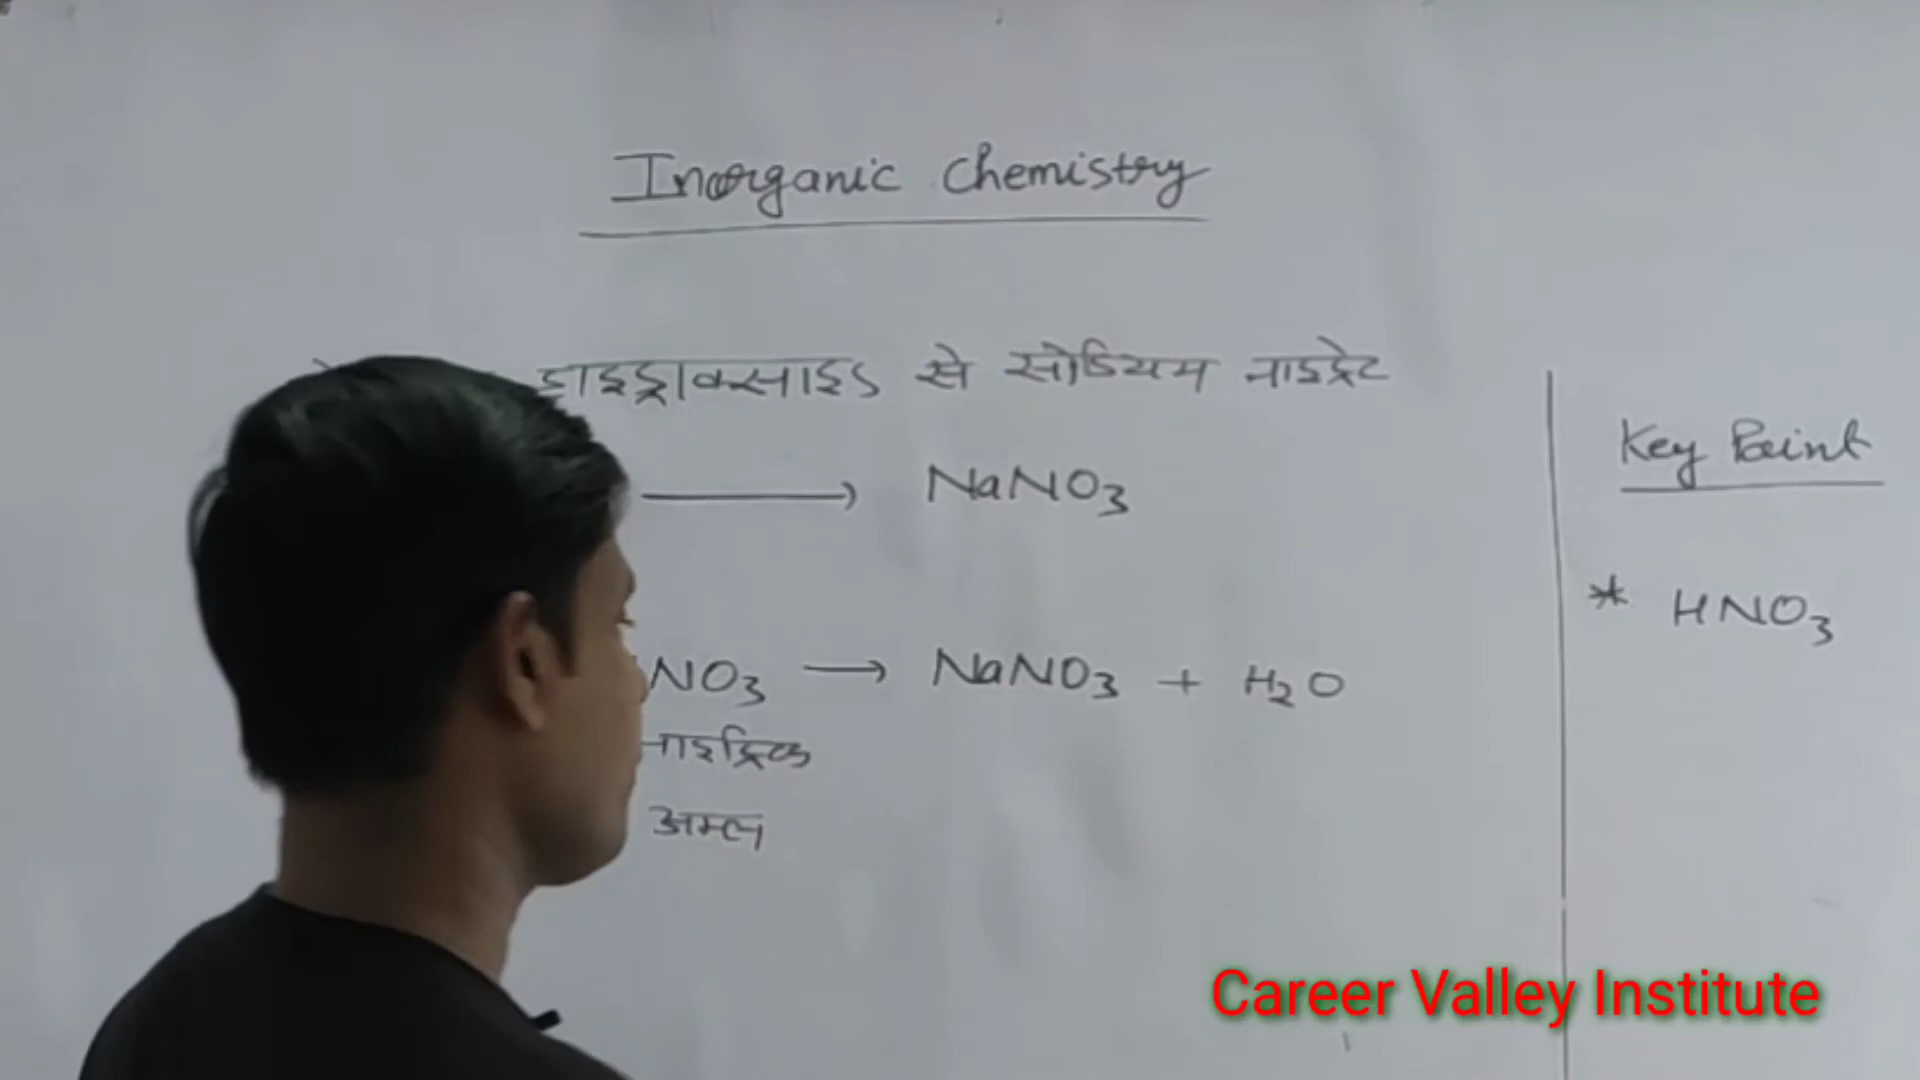 Inorganic Chemistry
हाइड्राक्साइड से सोडियम नाइट्रेट
⟶ NaNO₃
Key Point
* HNO₃
NO₃ ⟶ NaNO₃ + H₂O
नाइट्रिक
अम्ल
Career Valley Institute